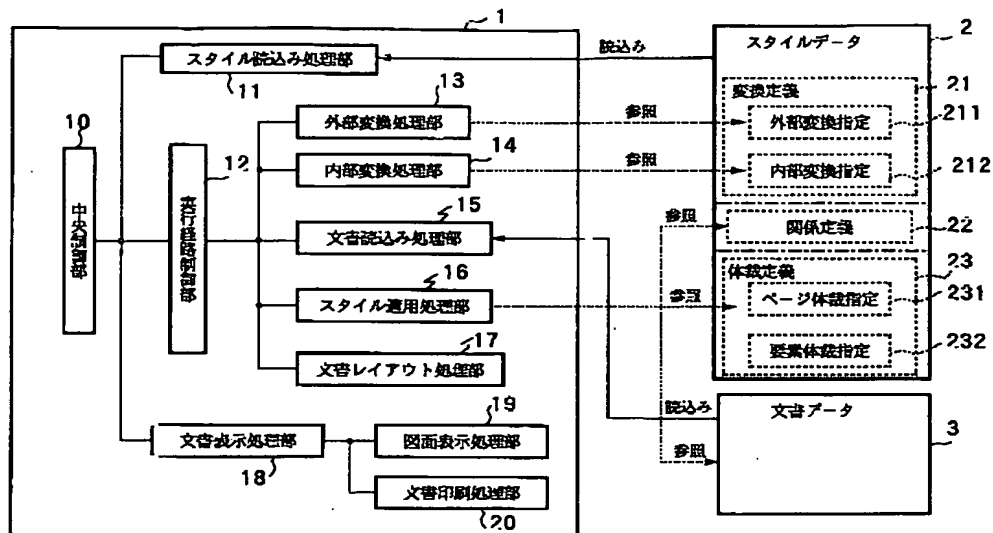 1
2
スタイルデータ
読込み
スタイル読込み処理部
11
変換定義
21
13
外部変換処理部
参照
外部変換指定
211
10
12
14
内部変換処理部
参照
内部変換指定
212
中央制御部
実行経路制御部
15
文書読込み処理部
参照
関係定義
22
16
体裁定義
23
スタイル適用処理部
参照
ページ体裁指定
231
17
文書レイアウト処理部
要素体裁指定
232
読込み
文書データ
3
19
文書表示処理部
18
図面表示処理部
参照
文書印刷処理部
20